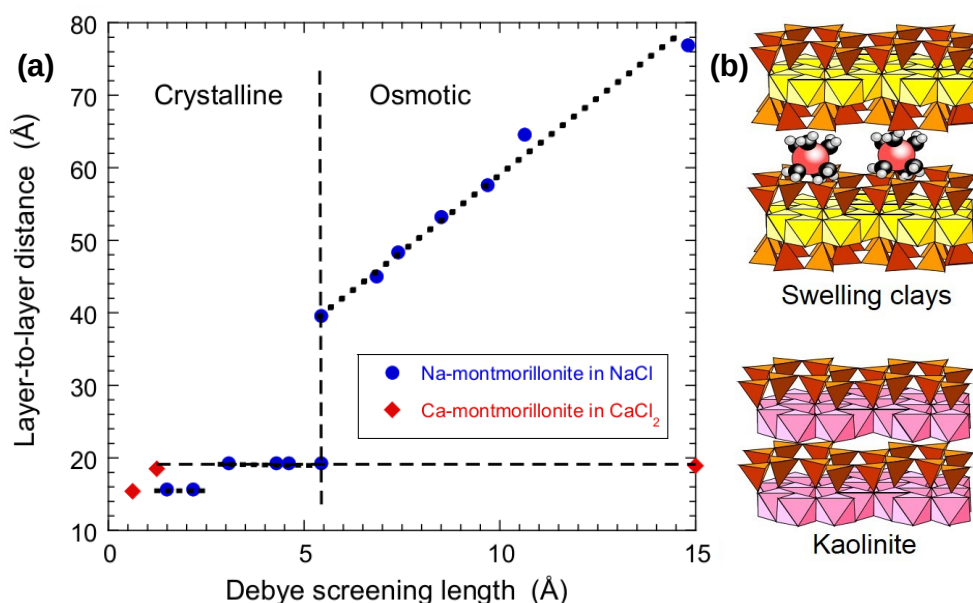 (a)
80
70
60
50
40
30
20
10
Layer-to-layer distance (Å)
Crystalline
Osmotic
Na-montmorillonite in NaCl
Ca-montmorillonite in CaCl₂
0
5
10
15
Debye screening length (Å)
(b)
Swelling clays
Kaolinite